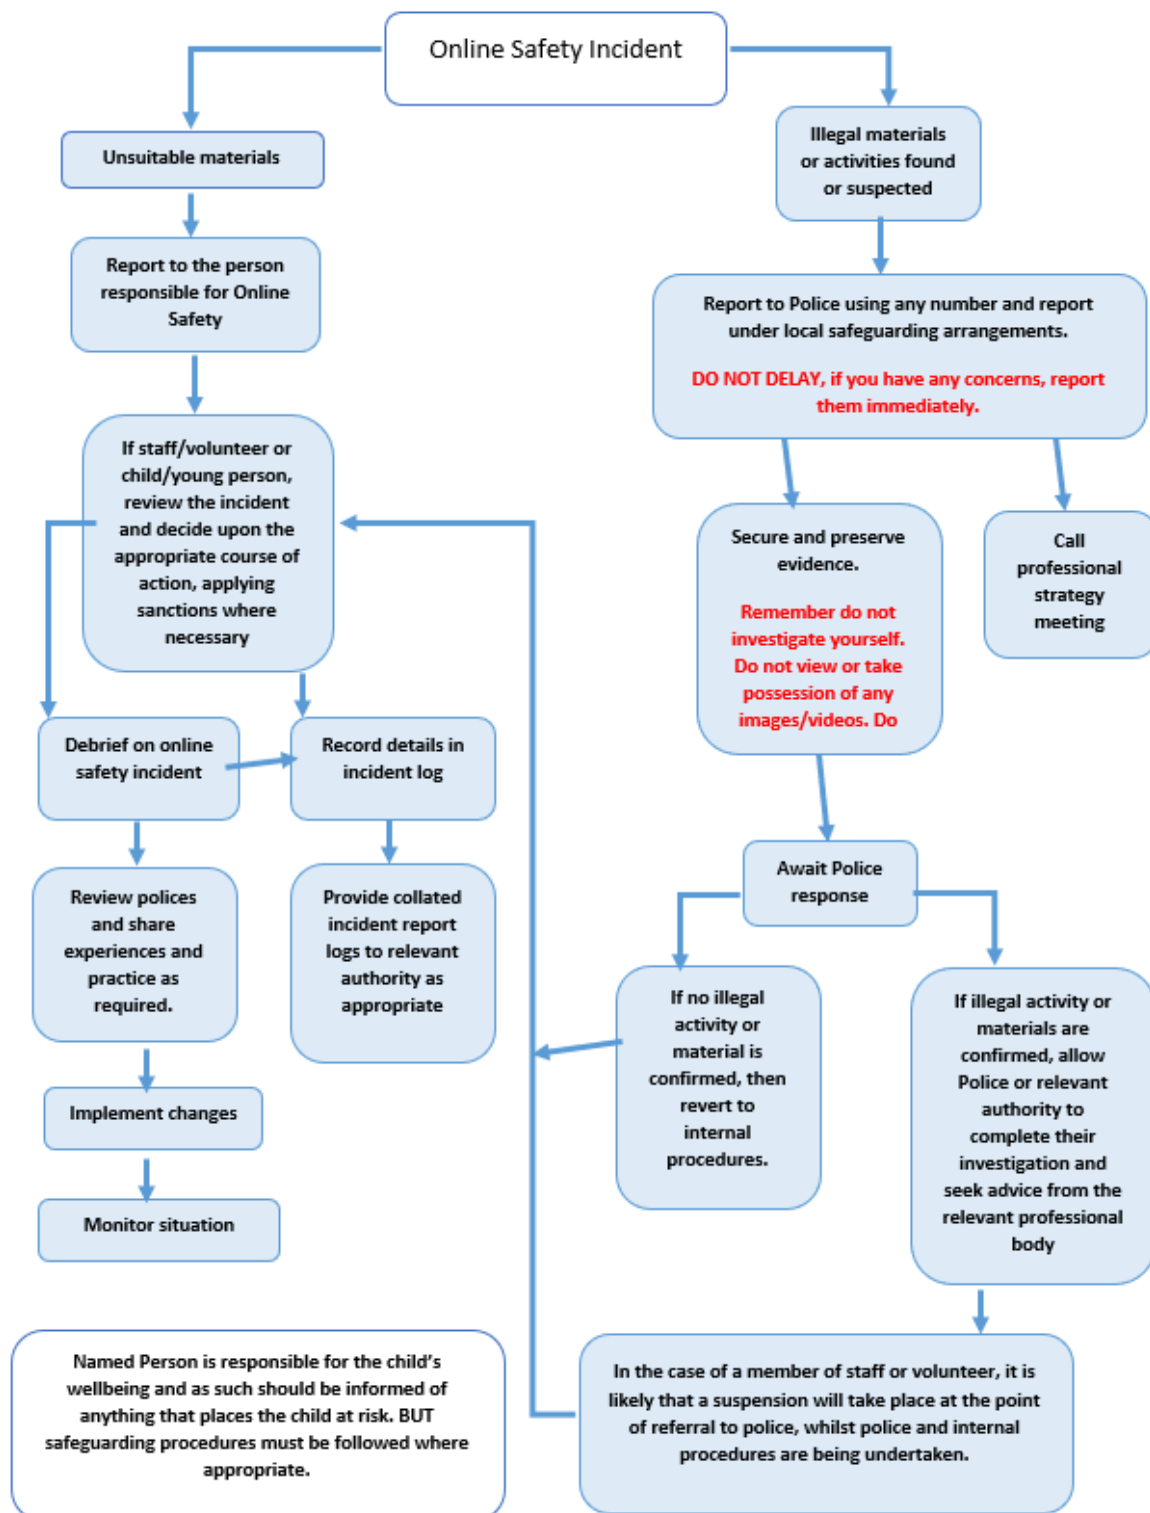 Online Safety Incident
Unsuitable materials
Report to the person
responsible for Online
Safety
If staff/volunteer or
child/young person,
review the incident
and decide upon the
appropriate course of
action, applying
sanctions where
necessary
Debrief on online
safety incident
Record details in
incident log
Review polices
and share
experiences and
practice as
required.
Provide collated
incident report
logs to relevant
authority as
appropriate
Implement changes
Monitor situation
Illegal materials
or activities found
or suspected
Report to Police using any number and report
under local safeguarding arrangements.
DO NOT DELAY, if you have any concerns, report
them immediately.
Secure and preserve
evidence.
Remember do not
investigate yourself.
Do not view or take
possession of any
images/videos. Do
Call
professional
strategy
meeting
Await Police
response
If no illegal
activity or
material is
confirmed, then
revert to
internal
procedures.
If illegal activity or
materials are
confirmed, allow
Police or relevant
authority to
complete their
investigation and
seek advice from the
relevant professional
body
In the case of a member of staff or volunteer, it is
likely that a suspension will take place at the point
of referral to police, whilst police and internal
procedures are being undertaken.
Named Person is responsible for the child’s
wellbeing and as such should be informed of
anything that places the child at risk. BUT
safeguarding procedures must be followed where
appropriate.